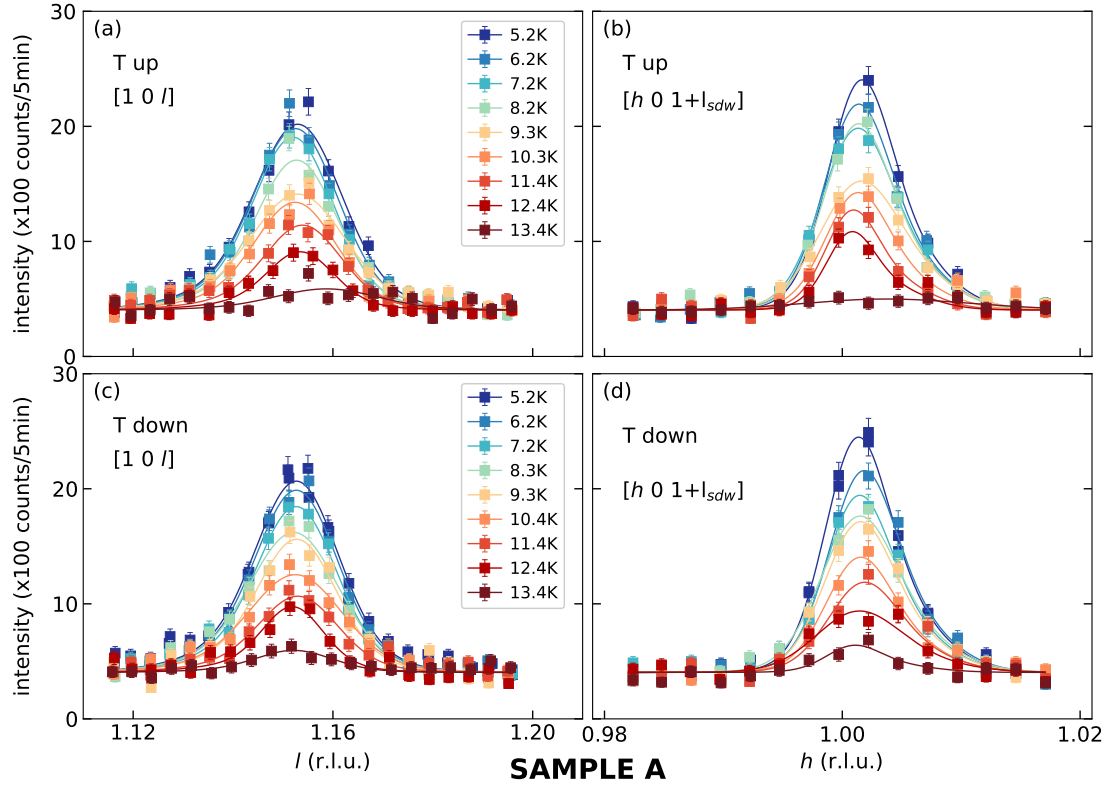 (a)
T up
[1 0 l]
5.2K
6.2K
7.2K
8.2K
9.3K
10.3K
11.4K
12.4K
13.4K
30
20
10
0
intensity (x100 counts/5min)
(b)
T up
[h 0 1+l_sdw]
(c)
T down
[1 0 l]
5.2K
6.2K
7.2K
8.3K
9.3K
10.4K
11.4K
12.4K
13.4K
30
20
10
0
intensity (x100 counts/5min)
1.12
1.16
1.20
l (r.l.u.)
(d)
T down
[h 0 1+l_sdw]
0.98
1.00
1.02
h (r.l.u.)
SAMPLE A